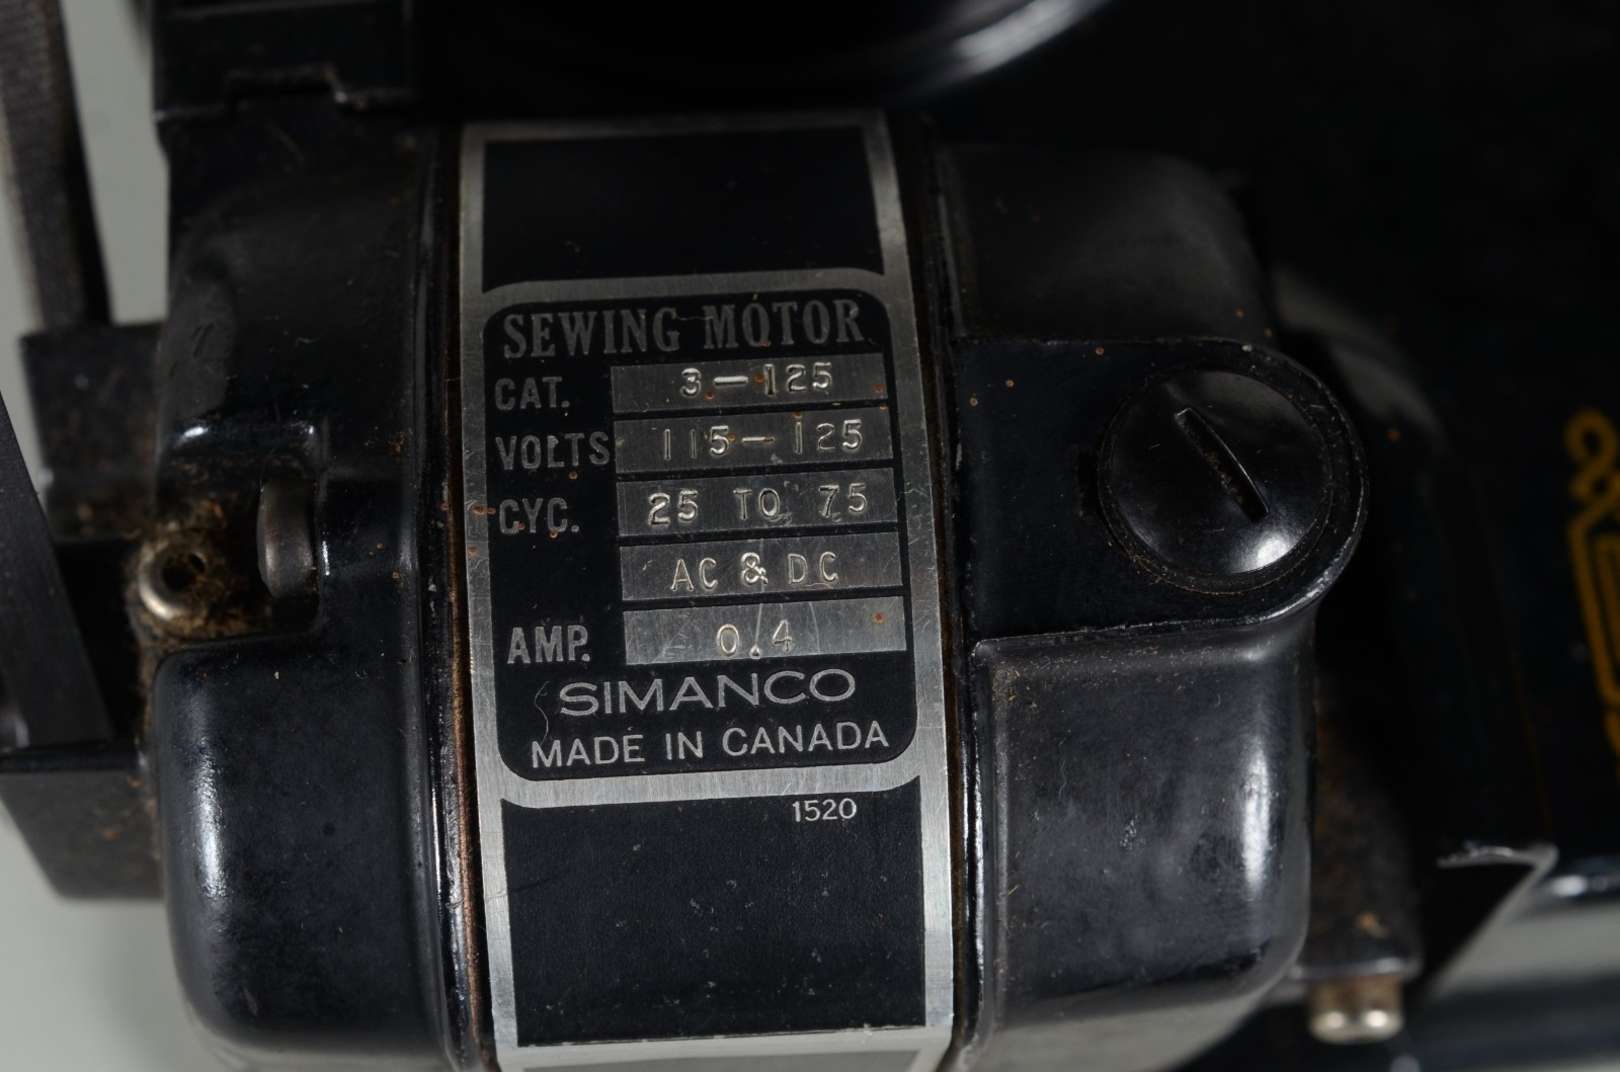 SEWING MOTOR
CAT. 3-125
VOLTS 115-125
CYC. 25 TO 75
AC & DC
AMP. 0.4
SIMANCO
MADE IN CANADA
1520